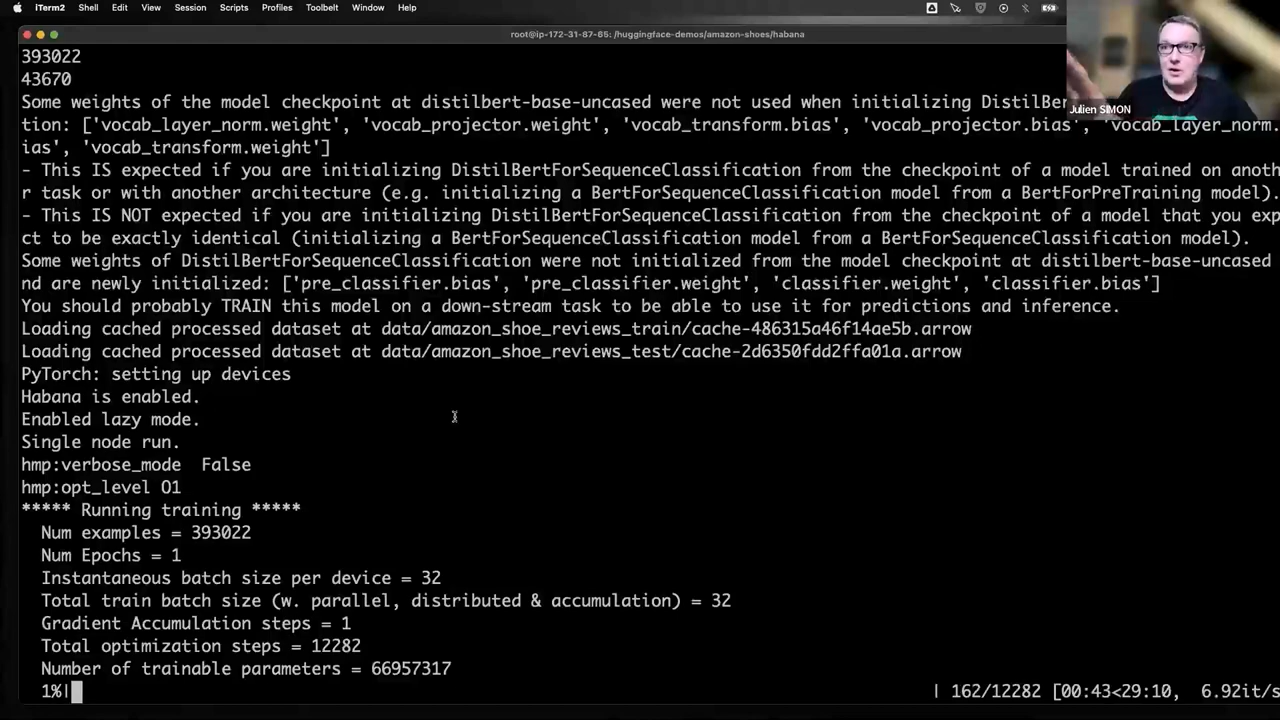 iTerm2 Shell Edit View Session Scripts Profiles Toolbelt Window Help
root@ip-172-31-87-65: /huggingface-demos/amazon-shoes/habana
393022
43670
Some weights of the model checkpoint at distilbert-base-uncased were not used when initializing DistilBer
Julien SIMON
tion: ['vocab_layer_norm.weight', 'vocab_projector.weight', 'vocab_transform.bias', 'vocab_projector.bias', 'vocab_layer_norm.
ias', 'vocab_transform.weight']
- This IS expected if you are initializing DistilBertForSequenceClassification from the checkpoint of a model trained on anoth
r task or with another architecture (e.g. initializing a BertForSequenceClassification model from a BertForPreTraining model).
- This IS NOT expected if you are initializing DistilBertForSequenceClassification from the checkpoint of a model that you exp
ct to be exactly identical (initializing a BertForSequenceClassification model from a BertForSequenceClassification model).
Some weights of DistilBertForSequenceClassification were not initialized from the model checkpoint at distilbert-base-uncased
nd are newly initialized: ['pre_classifier.bias', 'pre_classifier.weight', 'classifier.weight', 'classifier.bias']
You should probably TRAIN this model on a down-stream task to be able to use it for predictions and inference.
Loading cached processed dataset at data/amazon_shoe_reviews_train/cache-486315a46f14ae5b.arrow
Loading cached processed dataset at data/amazon_shoe_reviews_test/cache-2d6350fdd2ffa01a.arrow
PyTorch: setting up devices
Habana is enabled.
Enabled lazy mode.
Single node run.
hmp:verbose_mode  False
hmp:opt_level O1
***** Running training *****
  Num examples = 393022
  Num Epochs = 1
  Instantaneous batch size per device = 32
  Total train batch size (w. parallel, distributed & accumulation) = 32
  Gradient Accumulation steps = 1
  Total optimization steps = 12282
  Number of trainable parameters = 66957317
  1%| | 162/12282 [00:43<29:10,  6.92it/s